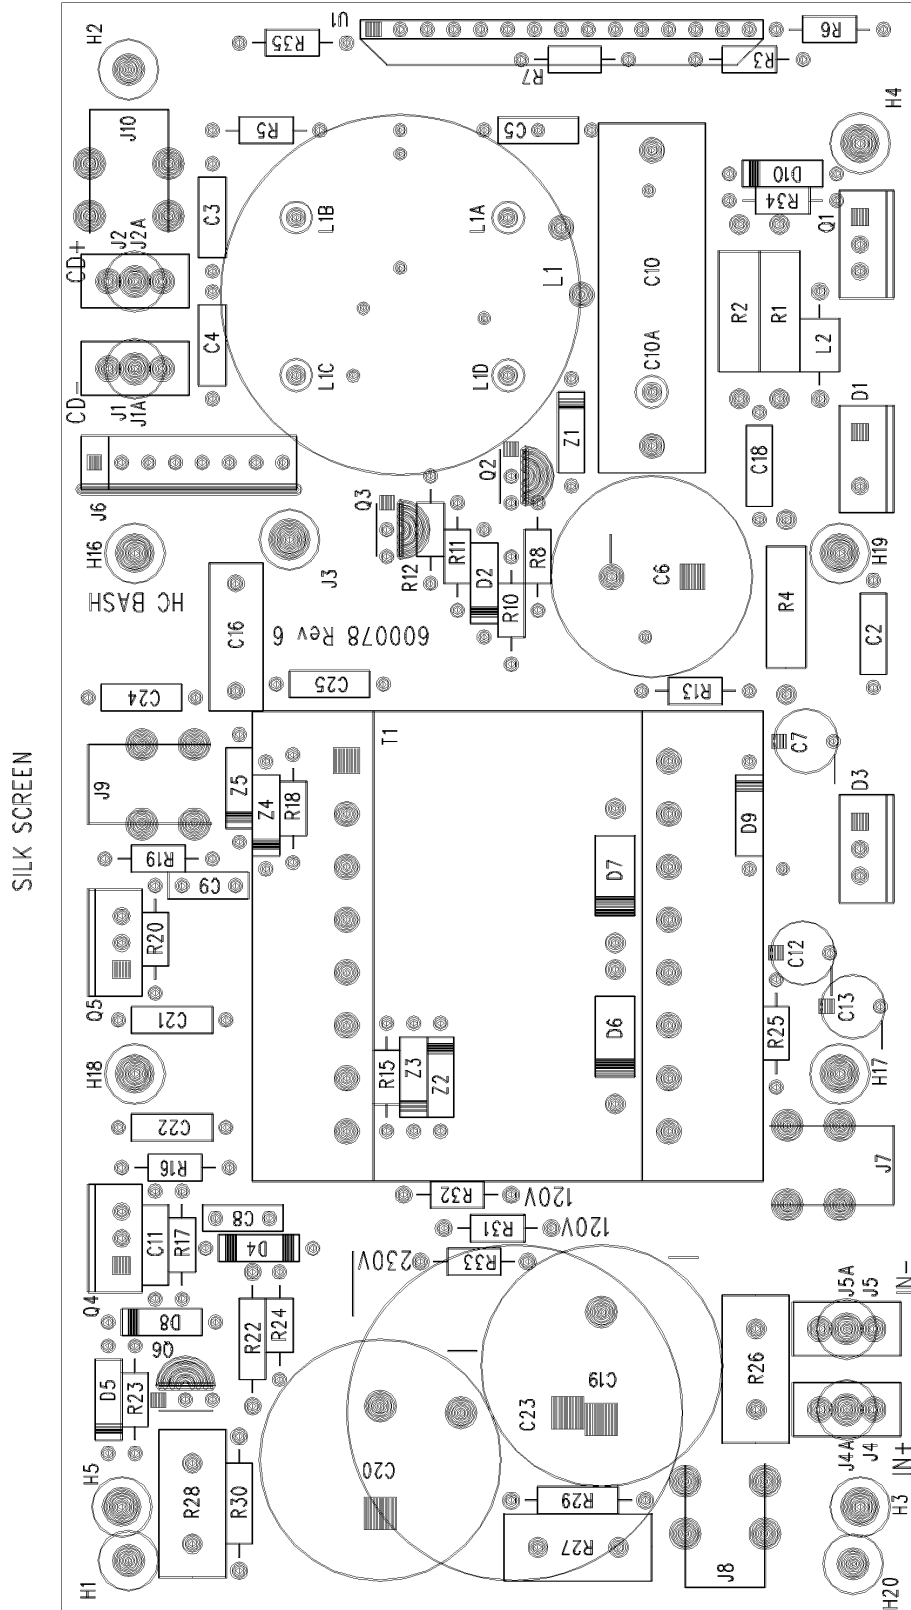 SILK SCREEN
H2
R35
U1
R6
R7
R3
H4
J10
R5
C5
D10
R34
Q1
C3
L1B
L1A
L1
C10
R2
R1
L2
CD+
J2
J2A
C4
L1C
L1D
C10A
CD-
J1
J1A
D1
Z1
Q2
C18
J6
Q3
H16
J3
R12
R11
D2
R10
R8
C6
R4
H19
HC BASH
C16
600078 Rev 6
C2
C24
C25
R13
T1
C7
J9
Z5
Z4
R18
D9
D3
R19
C9
D7
R20
C12
Q5
C21
C13
D6
R25
H18
R15
Z3
Z2
H17
C22
J7
R16
R32
120V
C11
R17
C8
R31
120V
D4
230V
R33
Q4
IN-
J5A
J5
D8
R22
R24
Q6
D5
R23
R26
C19
C23
H5
R28
R30
C20
J4A
J4
IN+
R29
H3
R27
J8
H1
H20